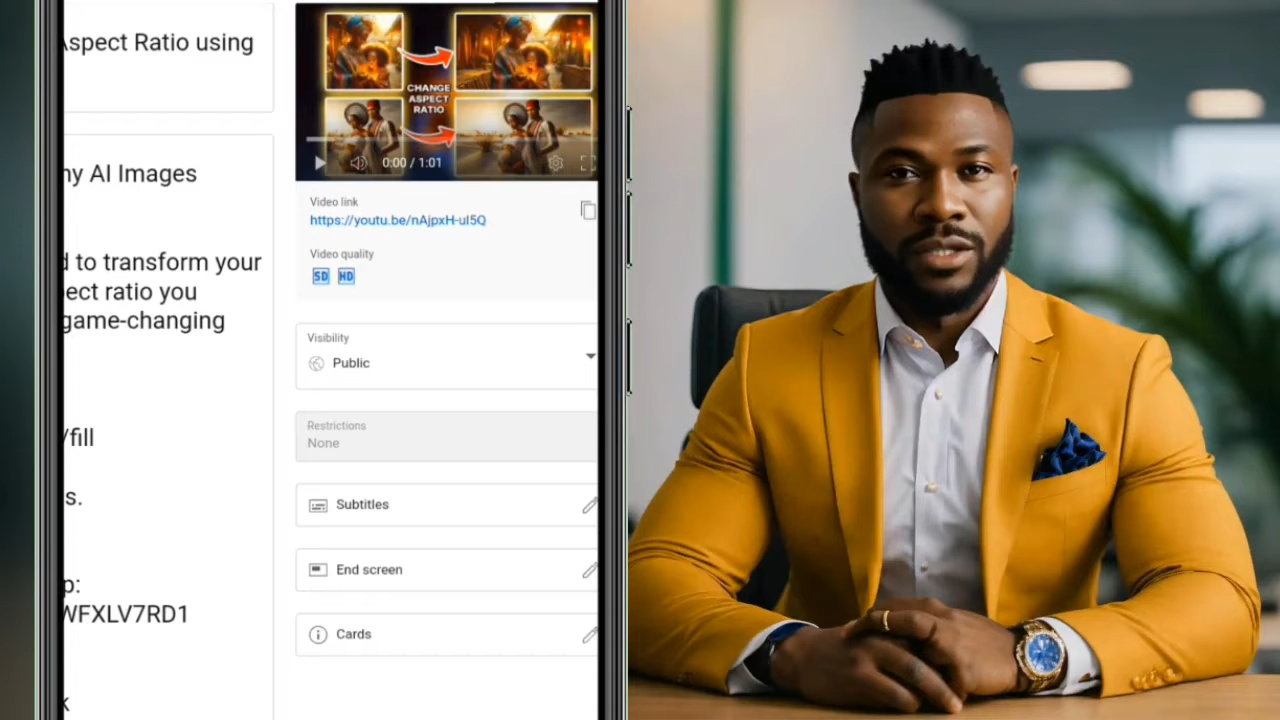 Aspect Ratio using
ny AI Images
d to transform your
ect ratio you
game-changing
/fill
s.
p:
WFXLV7RD1
k
CHANGE
ASPECT
RATIO
0:00 / 1:01
Video link
https://youtu.be/nAjpxH-uI5Q
Video quality
SD HD
Visibility
Public
Restrictions
None
Subtitles
End screen
Cards